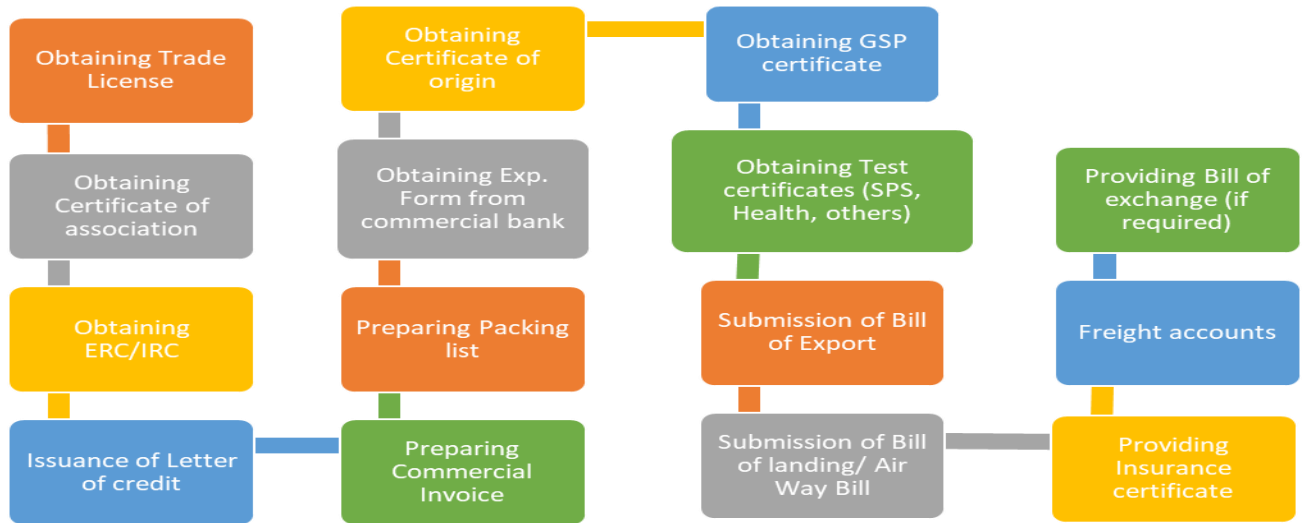 Obtaining Trade
License
Obtaining
Certificate of
association
Obtaining
ERC/IRC
Issuance of Letter
of credit
Preparing
Commercial
Invoice
Preparing Packing
list
Obtaining Exp.
Form from
commercial bank
Obtaining
Certificate of
origin
Obtaining GSP
certificate
Obtaining Test
certificates (SPS,
Health, others)
Submission of Bill
of Export
Submission of Bill
of landing/ Air
Way Bill
Providing
Insurance
certificate
Freight accounts
Providing Bill of
exchange (if
required)